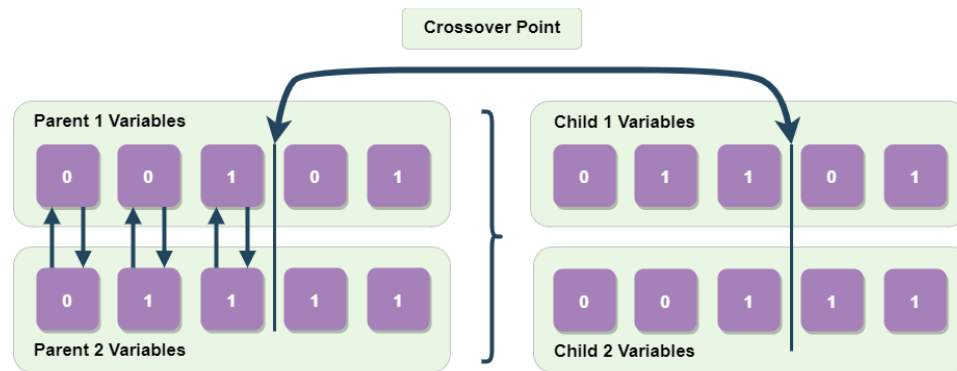 Crossover Point
Parent 1 Variables
0 0 1 0 1
0 1 1 1 1
Parent 2 Variables
Child 1 Variables
0 1 1 0 1
0 0 1 1 1
Child 2 Variables